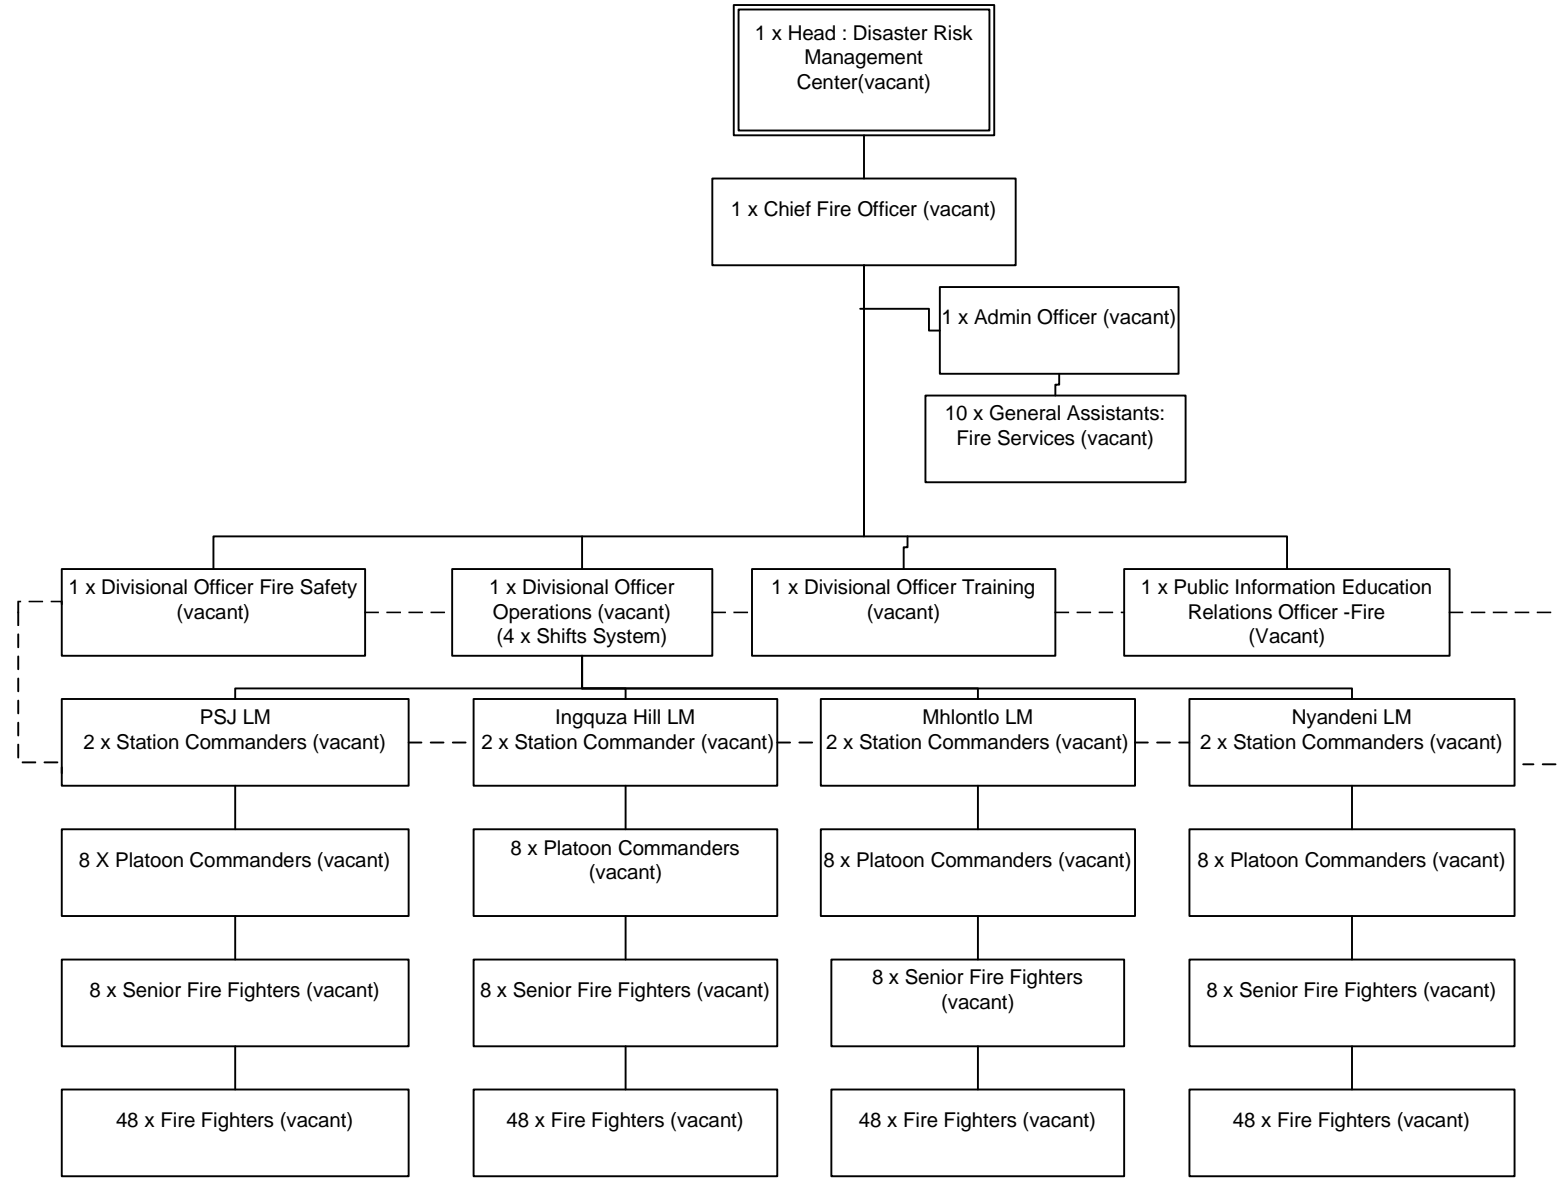 1 x Head : Disaster Risk
Management
Center(vacant)
1 x Chief Fire Officer (vacant)
1 x Admin Officer (vacant)
10 x General Assistants:
Fire Services (vacant)
1 x Divisional Officer Fire Safety
(vacant)
1 x Divisional Officer
Operations (vacant)
(4 x Shifts System)
1 x Divisional Officer Training
(vacant)
1 x Public Information Education
Relations Officer -Fire
(Vacant)
PSJ LM
2 x Station Commanders (vacant)
Ingquza Hill LM
2 x Station Commander (vacant)
Mhlontlo LM
2 x Station Commanders (vacant)
Nyandeni LM
2 x Station Commanders (vacant)
8 X Platoon Commanders (vacant)
8 x Platoon Commanders
(vacant)
8 x Platoon Commanders (vacant)
8 x Platoon Commanders (vacant)
8 x Senior Fire Fighters (vacant)
8 x Senior Fire Fighters (vacant)
8 x Senior Fire Fighters
(vacant)
8 x Senior Fire Fighters (vacant)
48 x Fire Fighters (vacant)
48 x Fire Fighters (vacant)
48 x Fire Fighters (vacant)
48 x Fire Fighters (vacant)